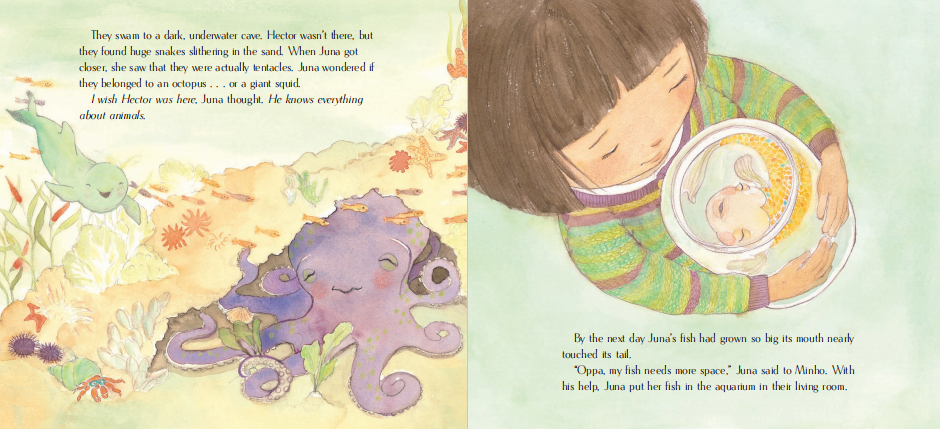 They swam to a dark, underwater cave. Hector wasn't there, but
they found huge snakes slithering in the sand. When Juna got
closer, she saw that they were actually tentacles. Juna wondered if
they belonged to an octopus . . . or a giant squid.
I wish Hector was here, Juna thought. He knows everything
about animals.
By the next day Juna's fish had grown so big its mouth nearly
touched its tail.
"Oppa, my fish needs more space," Juna said to Minho. With
his help, Juna put her fish in the aquarium in their living room.